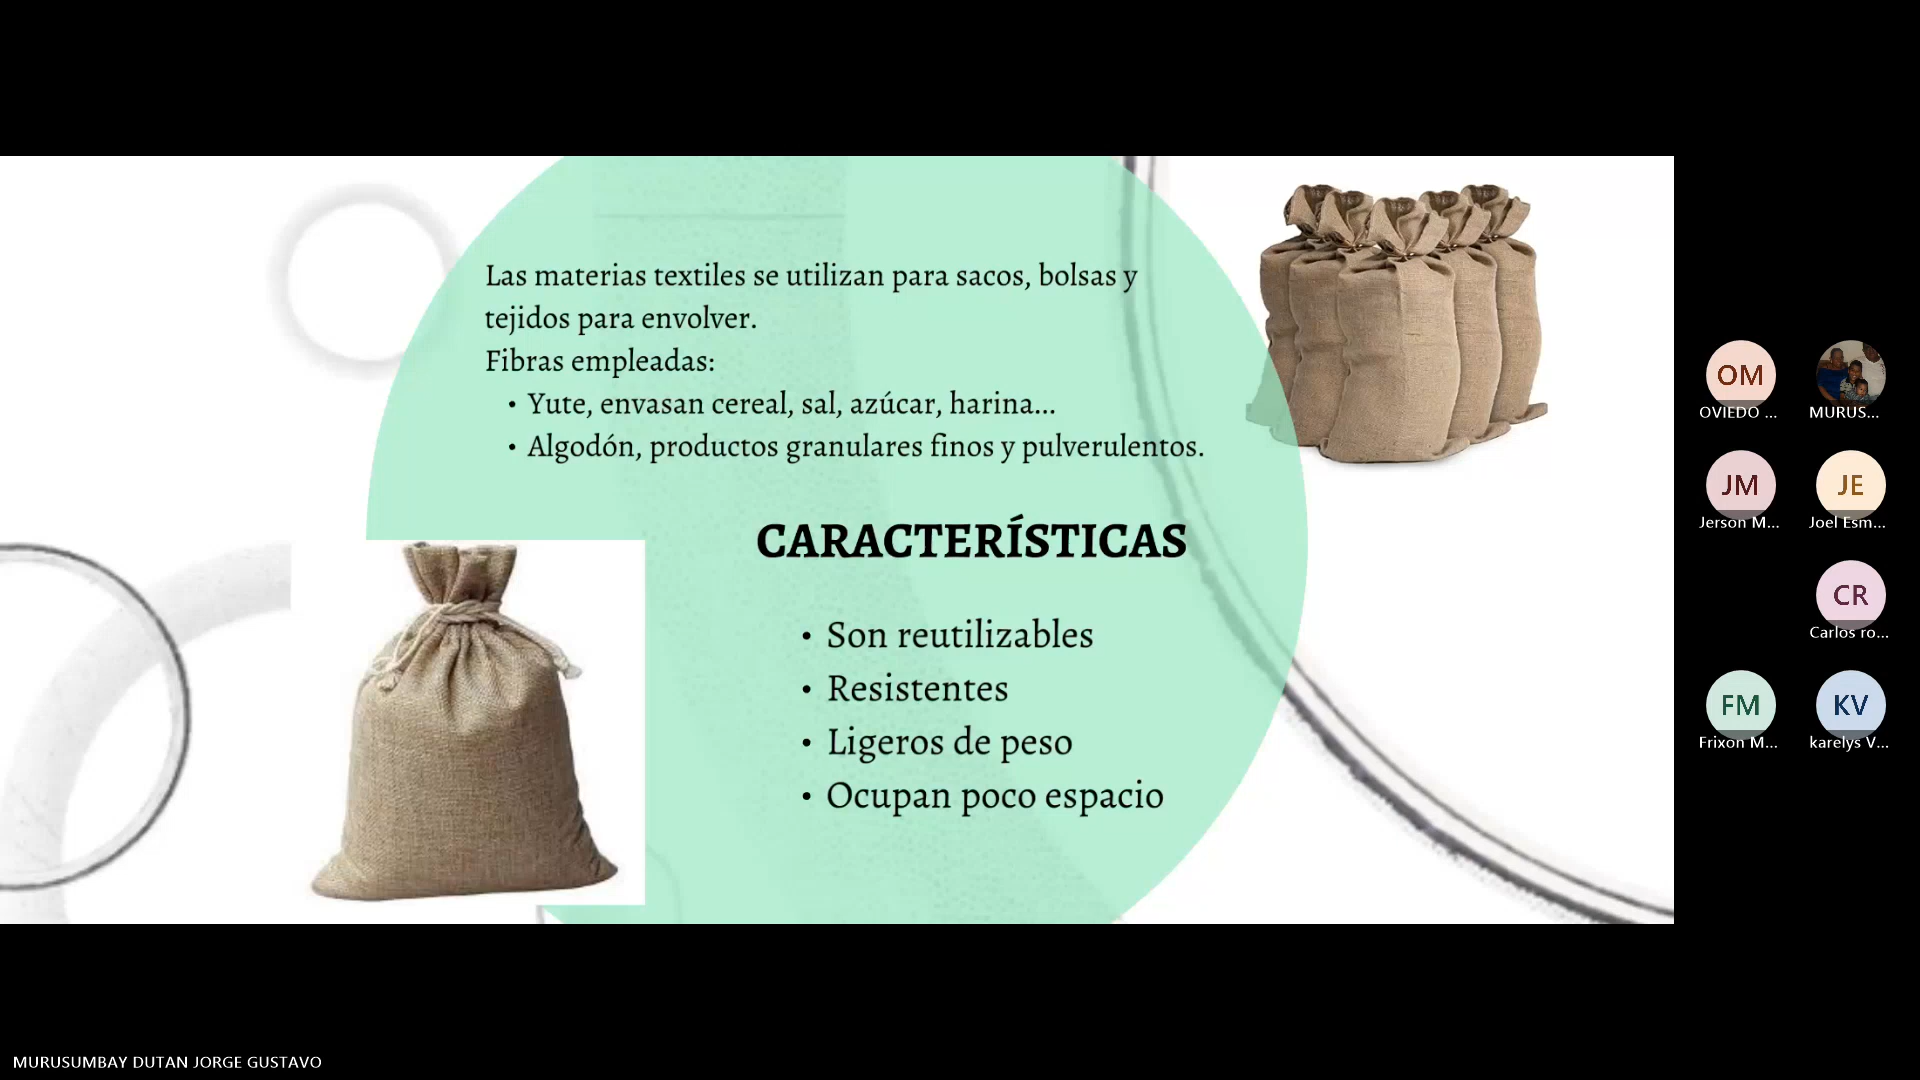 Las materias textiles se utilizan para sacos, bolsas y
tejidos para envolver.
Fibras empleadas:
• Yute, envasan cereal, sal, azúcar, harina...
• Algodón, productos granulares finos y pulverulentos.
CARACTERÍSTICAS
• Son reutilizables
• Resistentes
• Ligeros de peso
• Ocupan poco espacio
OM
OVIEDO ...
MURUS...
JM
Jerson M...
JE
Joel Esm...
CR
Carlos ro...
FM
Frixon M...
KV
karelys V...
MURUSUMBAY DUTAN JORGE GUSTAVO